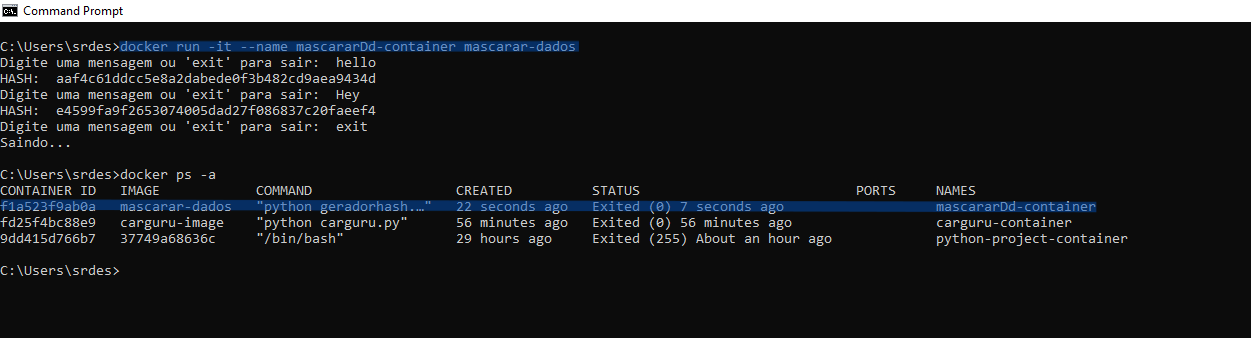 Command Prompt
C:\Users\srdes>docker run -it --name mascararDd-container mascarar-dados
Digite uma mensagem ou 'exit' para sair:  hello
HASH:  aaf4c61ddcc5e8a2dabede0f3b482cd9aea9434d
Digite uma mensagem ou 'exit' para sair:  Hey
HASH:  e4599fa9f2653074005dad27f086837c20faeef4
Digite uma mensagem ou 'exit' para sair:  exit
Saindo...
C:\Users\srdes>docker ps -a
CONTAINER ID   IMAGE            COMMAND                  CREATED          STATUS                           PORTS     NAMES
f1a523f9ab0a   mascarar-dados   "python geradorhash.…"   22 seconds ago   Exited (0) 7 seconds ago                   mascararDd-container
fd25f4bc88e9   carguru-image    "python carguru.py"      56 minutes ago   Exited (0) 56 minutes ago                  carguru-container
9dd415d766b7   37749a68636c     "/bin/bash"              29 hours ago     Exited (255) About an hour ago             python-project-container
C:\Users\srdes>